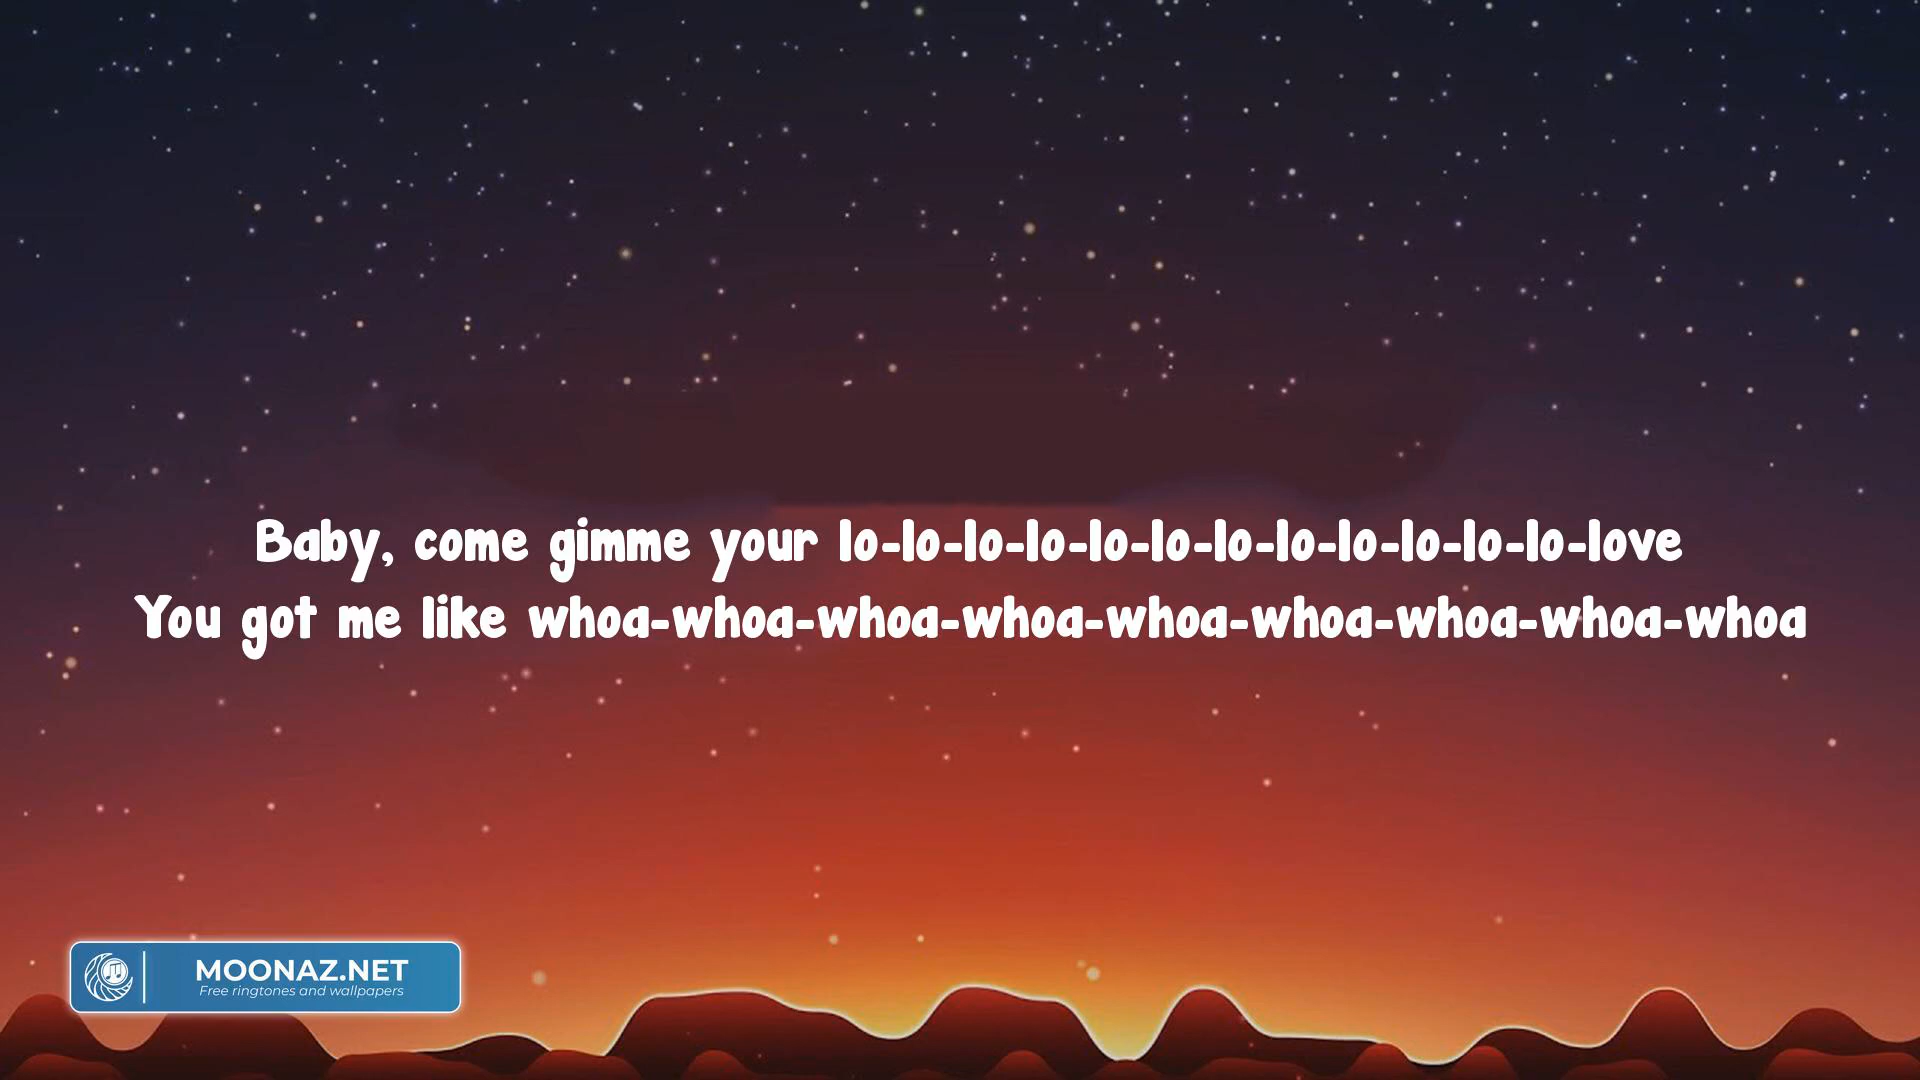 Baby, come gimme your lo-lo-lo-lo-lo-lo-lo-lo-lo-lo-lo-lo-love
You got me like whoa-whoa-whoa-whoa-whoa-whoa-whoa-whoa-whoa
MOONAZ.NET
Free ringtones and wallpapers